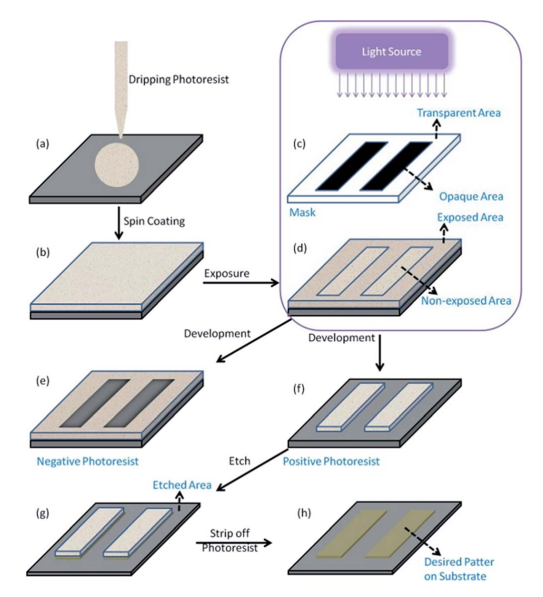 Light Source
Dripping Photoresist
Transparent Area
(a)
(c)
Opaque Area
Mask
Spin Coating
Exposed Area
(b)
(d)
Exposure
Non-exposed Area
Development
Development
(e)
(f)
Negative Photoresist
Etch
Positive Photoresist
Etched Area
(g)
(h)
Strip off
Photoresist
Desired Patter
on Substrate